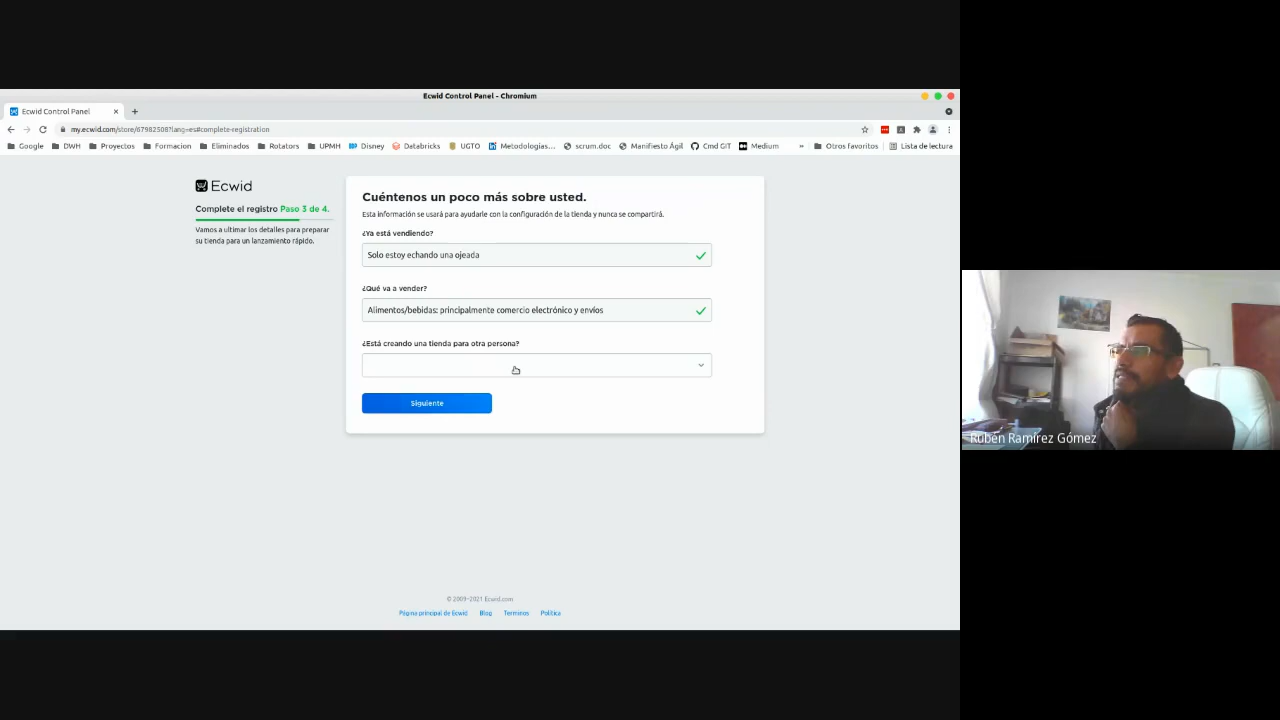 Ecwid Control Panel - Chromium
Ecwid Control Panel
my.ecwid.com/store/67982508?lang=es#complete-registration
Google DWH Proyectos Formacion Eliminados Rotators UPMH Disney Databricks UGTO Metodologías... scrum.doc Manifiesto Ágil Cmd GIT Medium » Otros favoritos Lista de lectura
Ecwid
Complete el registro Paso 3 de 4.
Vamos a ultimar los detalles para preparar
su tienda para un lanzamiento rápido.
Cuéntenos un poco más sobre usted.
Esta información se usará para ayudarle con la configuración de la tienda y nunca se compartirá.
¿Ya está vendiendo?
Solo estoy echando una ojeada
¿Qué va a vender?
Alimentos/bebidas: principalmente comercio electrónico y envíos
¿Está creando una tienda para otra persona?
Siguiente
© 2009-2021 Ecwid.com
Página principal de Ecwid Blog Terminos Política
Rubén Ramírez Gómez